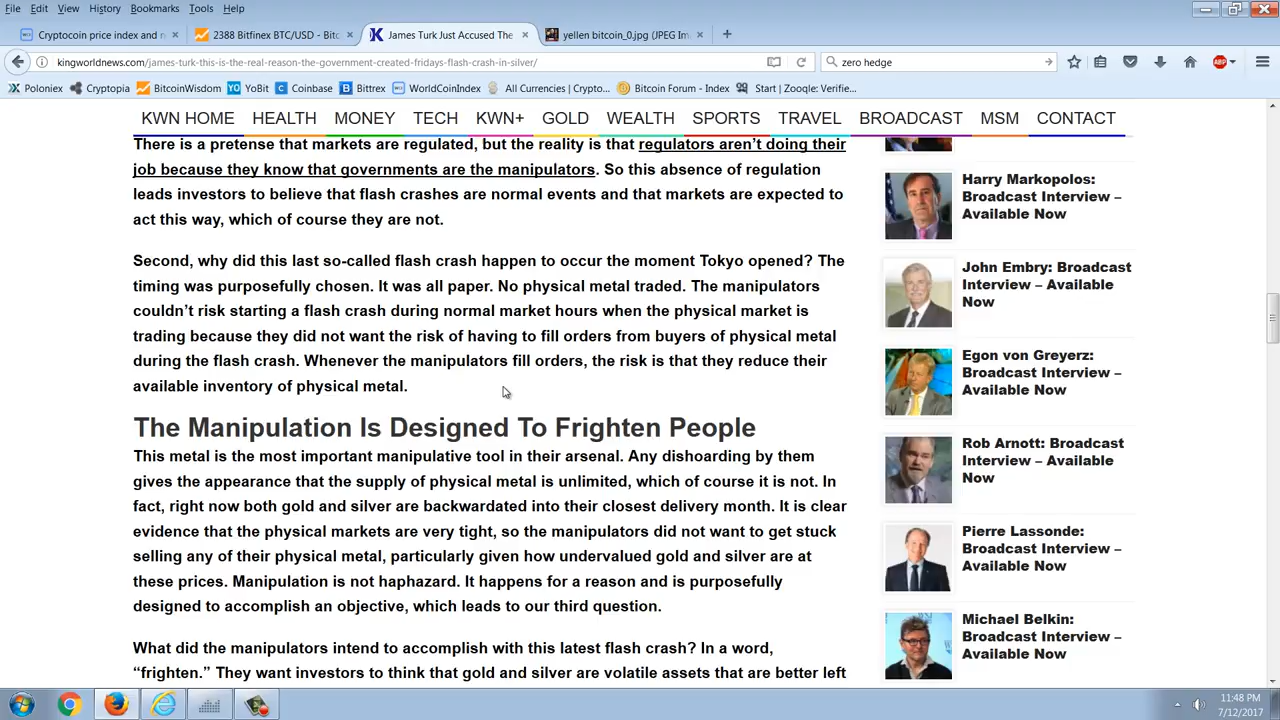 File Edit View History Bookmarks Tools Help
Cryptocoin price index and n
2388 Bitfinex BTC/USD - Bitc
James Turk Just Accused The
yellen bitcoin_0.jpg (JPEG Im
kingworldnews.com/james-turk-this-is-the-real-reason-the-government-created-fridays-flash-crash-in-silver/
zero hedge
Poloniex Cryptopia BitcoinWisdom YoBit Coinbase Bittrex WorldCoinIndex All Currencies | Crypto... Bitcoin Forum - Index Start | Zooqle: Verifie...
KWN HOME HEALTH MONEY TECH KWN+ GOLD WEALTH SPORTS TRAVEL BROADCAST MSM CONTACT
There is a pretense that markets are regulated, but the reality is that regulators aren’t doing their
job because they know that governments are the manipulators. So this absence of regulation
leads investors to believe that flash crashes are normal events and that markets are expected to
act this way, which of course they are not.
Second, why did this last so-called flash crash happen to occur the moment Tokyo opened? The
timing was purposefully chosen. It was all paper. No physical metal traded. The manipulators
couldn’t risk starting a flash crash during normal market hours when the physical market is
trading because they did not want the risk of having to fill orders from buyers of physical metal
during the flash crash. Whenever the manipulators fill orders, the risk is that they reduce their
available inventory of physical metal.
The Manipulation Is Designed To Frighten People
This metal is the most important manipulative tool in their arsenal. Any dishoarding by them
gives the appearance that the supply of physical metal is unlimited, which of course it is not. In
fact, right now both gold and silver are backwardated into their closest delivery month. It is clear
evidence that the physical markets are very tight, so the manipulators did not want to get stuck
selling any of their physical metal, particularly given how undervalued gold and silver are at
these prices. Manipulation is not haphazard. It happens for a reason and is purposefully
designed to accomplish an objective, which leads to our third question.
What did the manipulators intend to accomplish with this latest flash crash? In a word,
“frighten.” They want investors to think that gold and silver are volatile assets that are better left
Harry Markopolos:
Broadcast Interview –
Available Now
John Embry: Broadcast
Interview – Available
Now
Egon von Greyerz:
Broadcast Interview –
Available Now
Rob Arnott: Broadcast
Interview – Available
Now
Pierre Lassonde:
Broadcast Interview –
Available Now
Michael Belkin:
Broadcast Interview –
Available Now
11:48 PM
7/12/2017